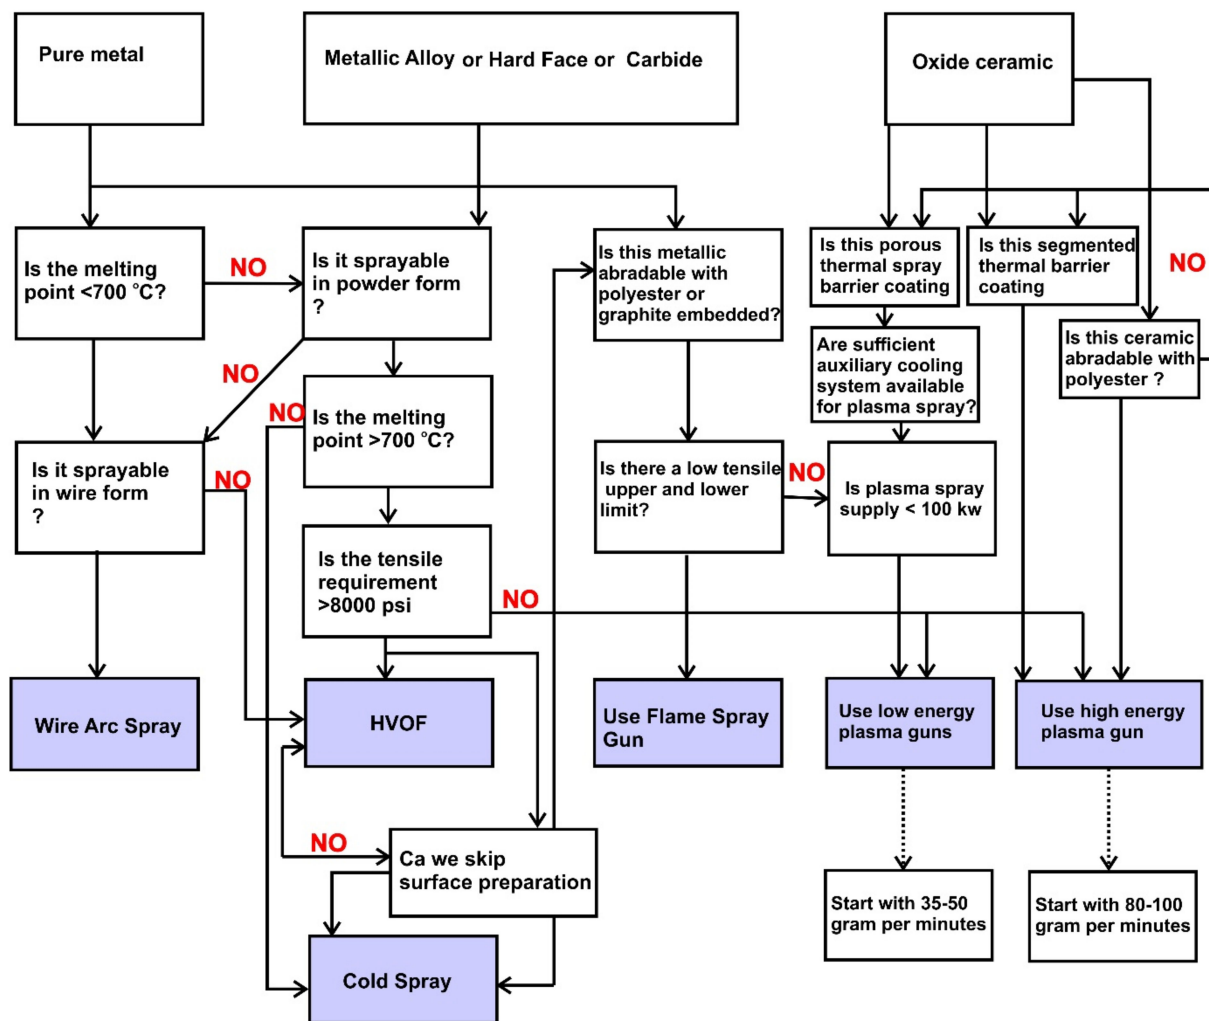 Pure metal
Metallic Alloy or Hard Face or Carbide
Oxide ceramic
Is the melting
point <700 °C?
NO
Is it sprayable
in powder form
?
Is this metallic
abradable with
polyester or
graphite embedded?
Is this porous
thermal spray
barrier coating
Is this segmented
thermal barrier
coating
NO
Is this ceramic
abradable with
polyester ?
Are sufficient
auxiliary cooling
system available
for plasma spray?
NO
NO
Is the melting
point >700 °C?
Is it sprayable
in wire form
?
NO
Is there a low tensile
upper and lower
limit?
NO
Is plasma spray
supply < 100 kw
Is the tensile
requirement
>8000 psi
NO
Wire Arc Spray
HVOF
Use Flame Spray
Gun
Use low energy
plasma guns
Use high energy
plasma gun
NO
Ca we skip
surface preparation
Start with 35-50
gram per minutes
Start with 80-100
gram per minutes
Cold Spray